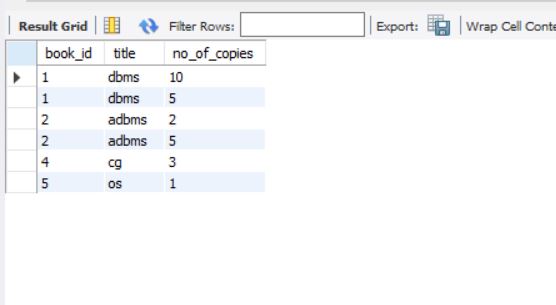 Result Grid Filter Rows: Export: Wrap Cell Conte
book_id title no_of_copies
1 dbms 10
1 dbms 5
2 adbms 2
2 adbms 5
4 cg 3
5 os 1